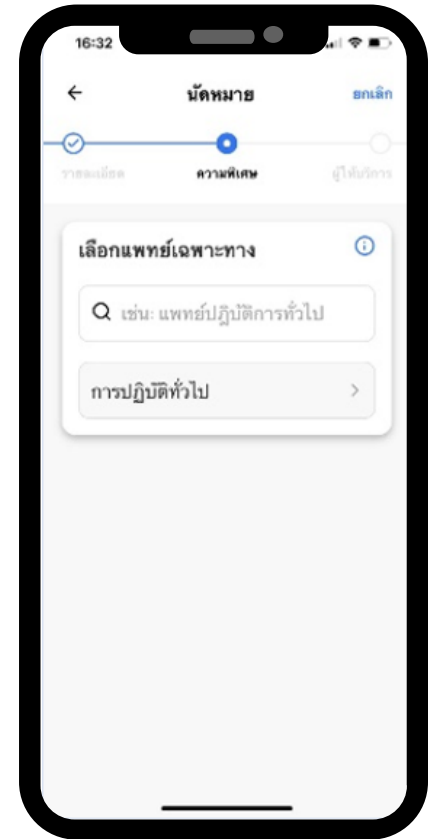 16:32
นัดหมาย
ยกเลิก
รายละเอียด
ความพิเศษ
ผู้ให้บริการ
เลือกแพทย์เฉพาะทาง
เช่น: แพทย์ปฏิบัติการทั่วไป
การปฏิบัติทั่วไป